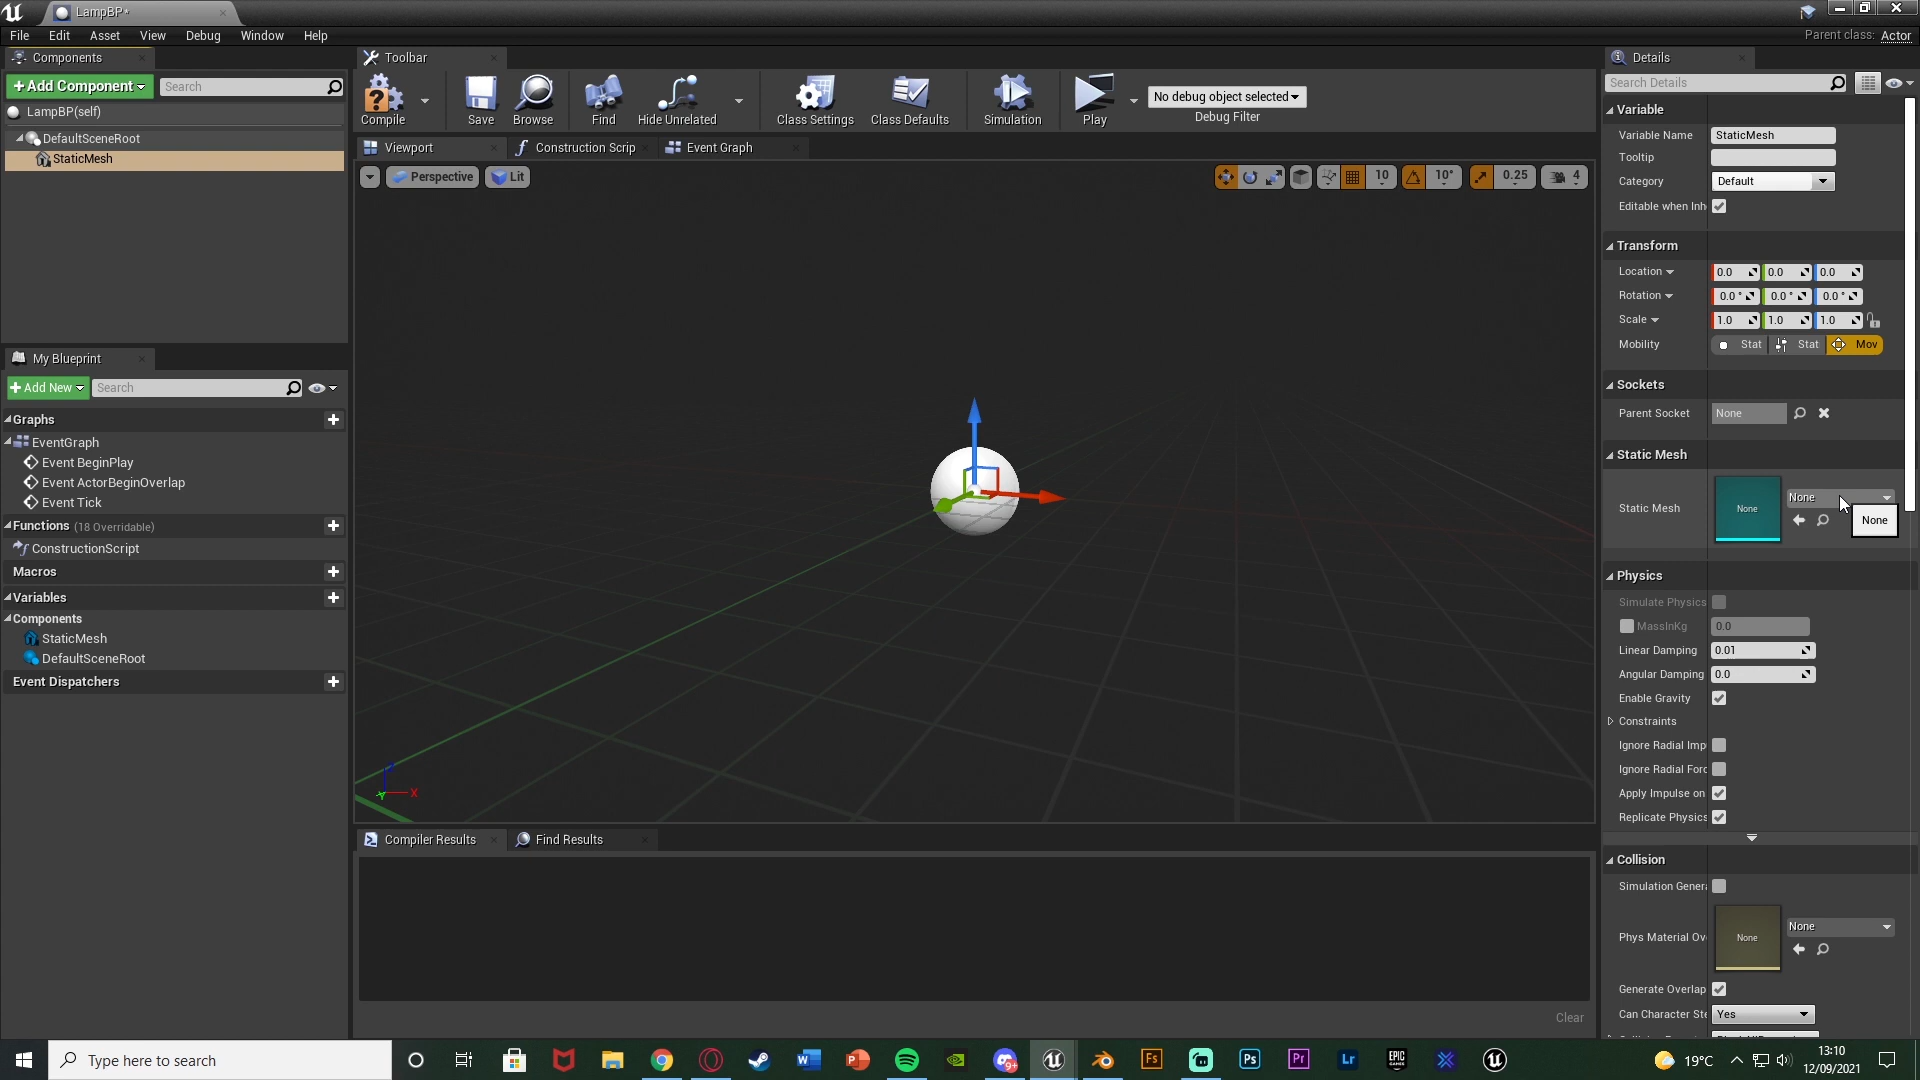 LampBP*
File Edit Asset View Debug Window Help
Parent class: Actor
Components
+Add Component
Search
LampBP(self)
DefaultSceneRoot
StaticMesh
My Blueprint
+Add New
Search
Graphs
EventGraph
Event BeginPlay
Event ActorBeginOverlap
Event Tick
Functions (18 Overridable)
ConstructionScript
Macros
Variables
Components
StaticMesh
DefaultSceneRoot
Event Dispatchers
Toolbar
Compile Save Browse Find Hide Unrelated Class Settings Class Defaults Simulation Play
No debug object selected
Debug Filter
Viewport Construction Scrip Event Graph
Perspective Lit
10 10° 0.25 4
X
Compiler Results Find Results
Clear
Details
Search Details
Variable
Variable Name StaticMesh
Tooltip
Category Default
Editable when Inh
Transform
Location 0.0 0.0 0.0
Rotation 0.0 ° 0.0 ° 0.0 °
Scale 1.0 1.0 1.0
Mobility Stat Stat Mov
Sockets
Parent Socket None
Static Mesh
Static Mesh None None
None
Physics
Simulate Physics
MassInKg 0.0
Linear Damping 0.01
Angular Damping 0.0
Enable Gravity
Constraints
Ignore Radial Imp
Ignore Radial Forc
Apply Impulse on
Replicate Physics
Collision
Simulation Genera
Phys Material Ov None None
Generate Overlap
Can Character Ste Yes
Type here to search
W P 9+ Fs Ps Pr Lr EPIC GAMES
19°C
13:10
12/09/2021